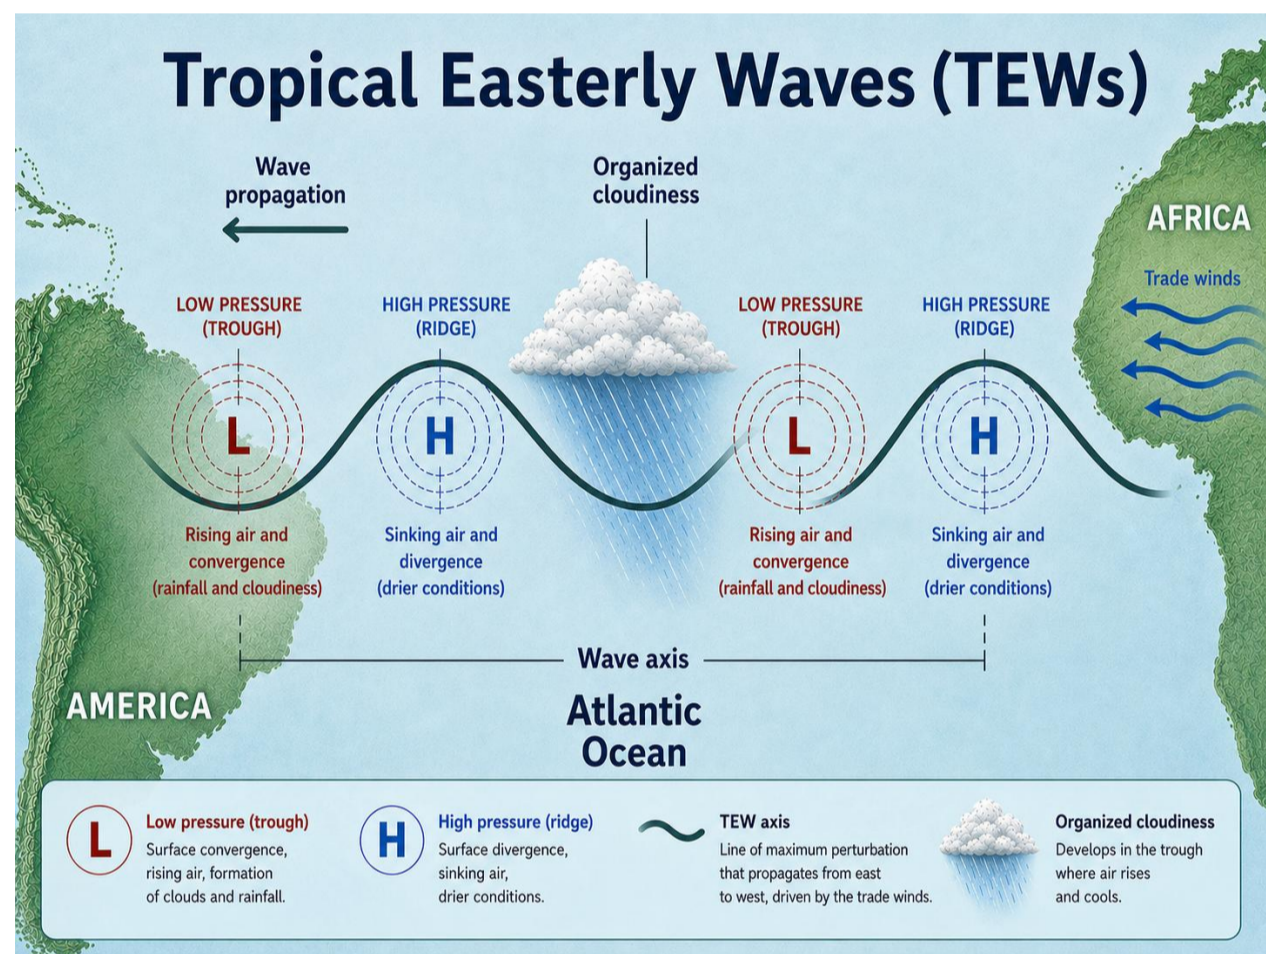 Tropical Easterly Waves (TEWs)
Wave
propagation
Organized
cloudiness
AFRICA
Trade winds
LOW PRESSURE
(TROUGH)
HIGH PRESSURE
(RIDGE)
LOW PRESSURE
(TROUGH)
HIGH PRESSURE
(RIDGE)
L
H
L
H
Rising air and
convergence
(rainfall and cloudiness)
Sinking air and
divergence
(drier conditions)
Rising air and
convergence
(rainfall and cloudiness)
Sinking air and
divergence
(drier conditions)
Wave axis
AMERICA
Atlantic
Ocean
L
Low pressure (trough)
Surface convergence,
rising air, formation
of clouds and rainfall.
H
High pressure (ridge)
Surface divergence,
sinking air,
drier conditions.
TEW axis
Line of maximum perturbation
that propagates from east
to west, driven by the trade winds.
Organized cloudiness
Develops in the trough
where air rises
and cools.